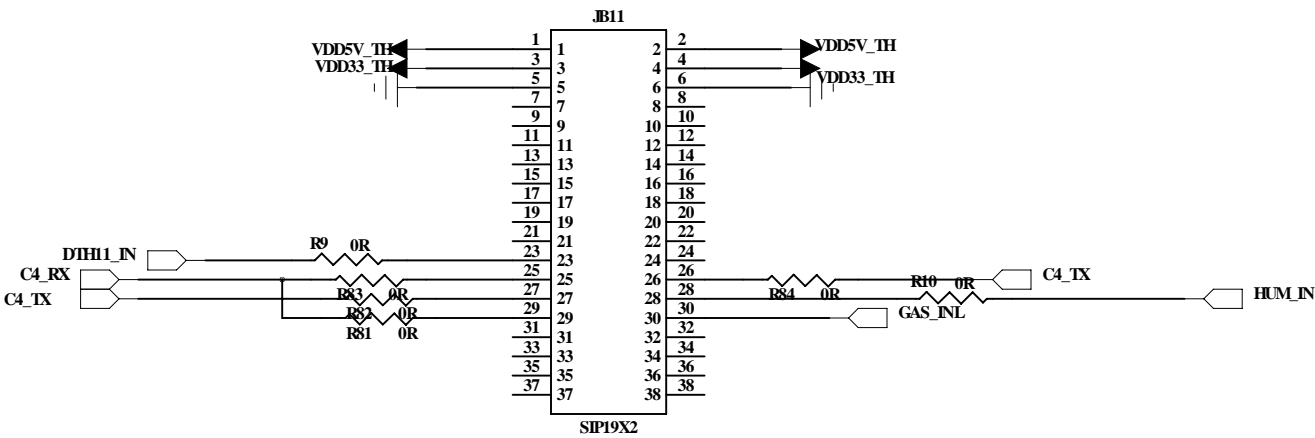 JB11
VDD5V_TH 1 1 2 2 VDD5V_TH
VDD33_TH 3 3 4 4 VDD33_TH
5 5 6 6
7 7 8 8
9 9 10 10
11 11 12 12
13 13 14 14
15 15 16 16
17 17 18 18
19 19 20 20
21 21 22 22
DTH11_IN R9 0R 23 23 24 24
C4_RX R83 0R 25 25 26 26 R84 0R C4_TX
C4_TX R82 0R 27 27 28 28 R10 0R HUM_IN
R81 0R 29 29 30 30 GAS_INL
31 31 32 32
33 33 34 34
35 35 36 36
37 37 38 38
SIP19X2